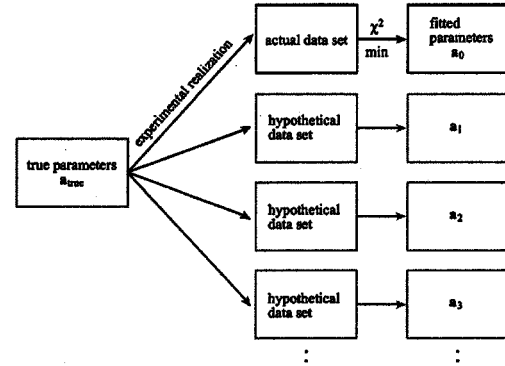 actual data set
χ²
min
fitted
parameters
a₀
experimental realization
hypothetical
data set
a₁
true parameters
a_true
hypothetical
data set
a₂
hypothetical
data set
a₃